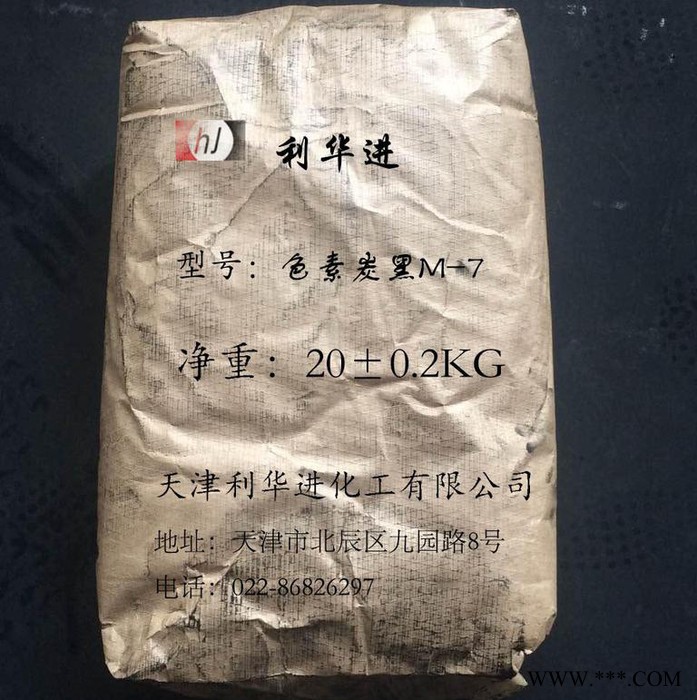 hJ 利华进
型号：色素炭黑M-7
净重：20±0.2KG
天津利华进化工有限公司
地址：天津市北辰区九园路8号
电话：022-86826297
WWW.***.COM